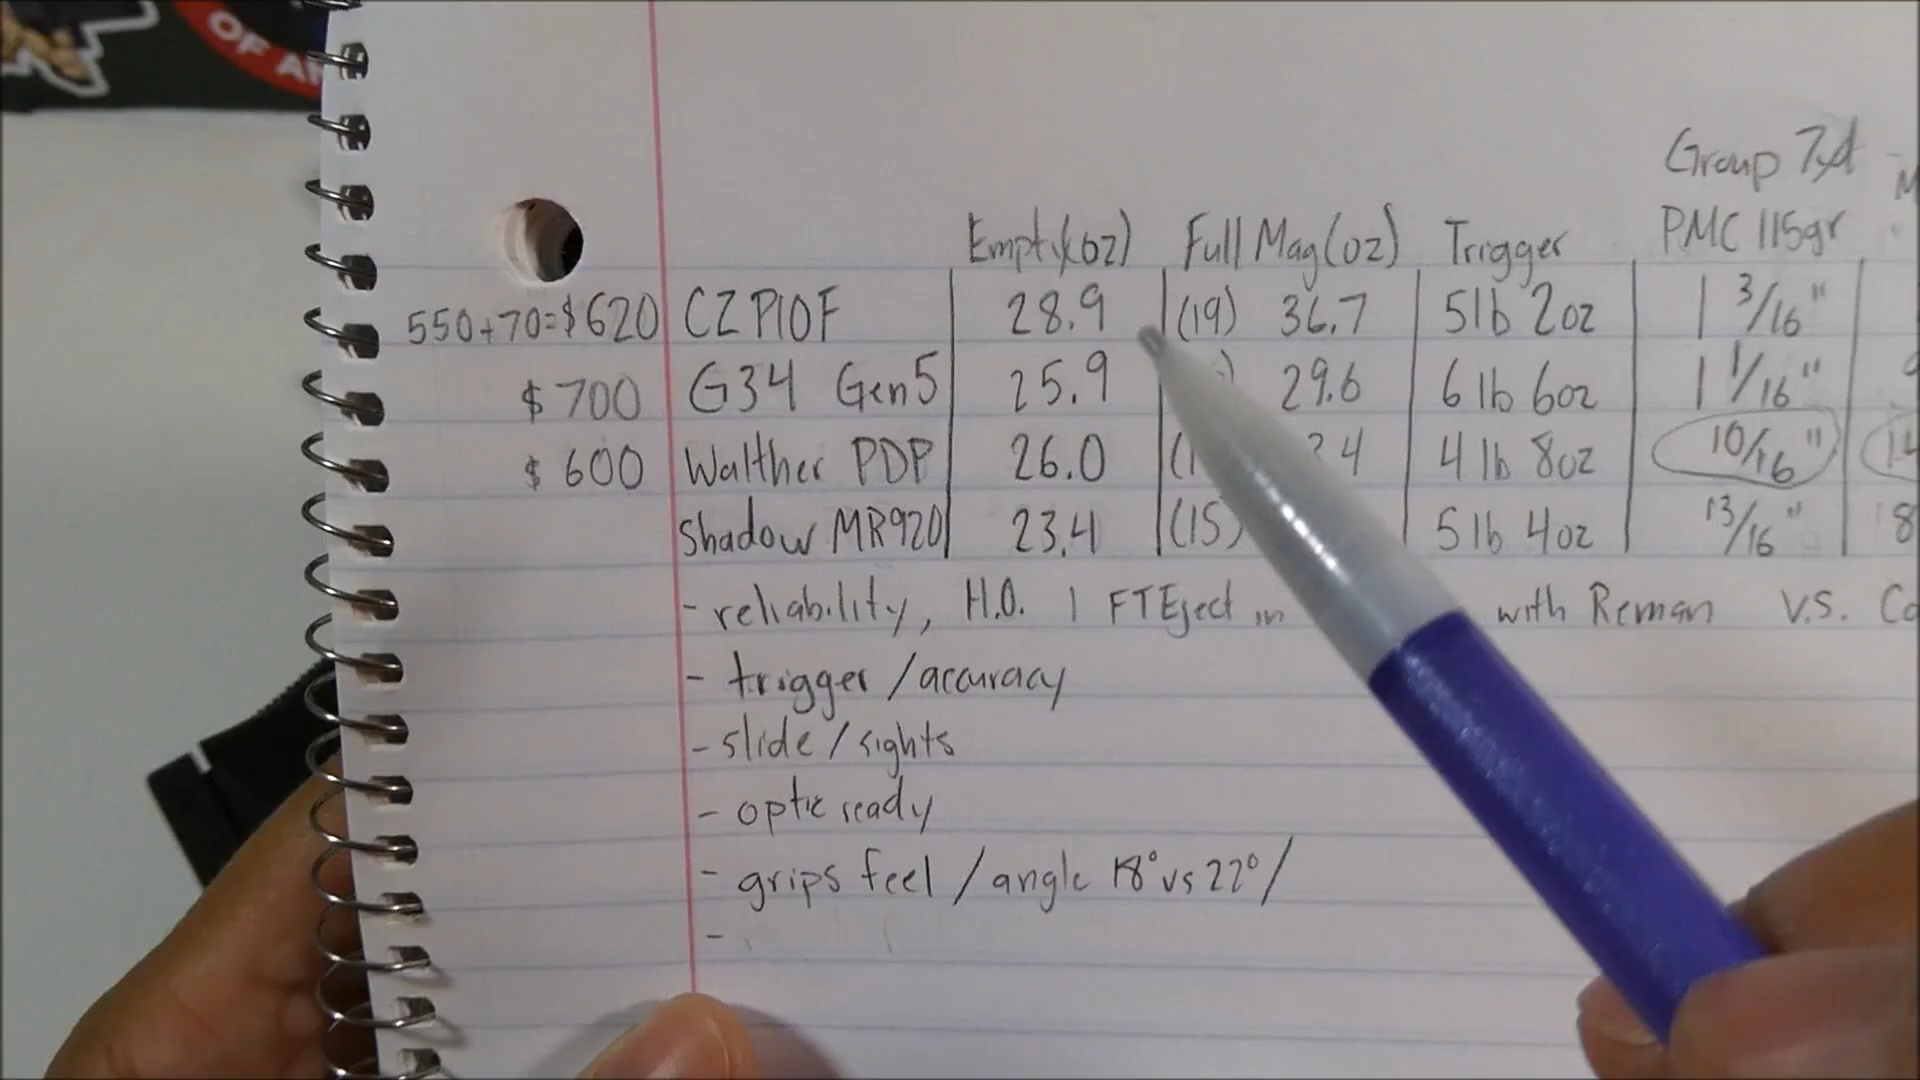 OF AM
Group 7yd
Empty(oz) Full Mag(oz) Trigger PMC 115gr
550+70=$620 CZ P10F 28.9 (19) 36.7 5lb 2oz 1 3/16"
$700 G34 Gen5 25.9 29.6 6lb 6oz 1 1/16"
$600 Walther PDP 26.0 4lb 8oz 10/16"
Shadow MR920 23.4 (15) 5lb 4oz 13/16"
- reliability, H.O. 1 FTEject in with Reman V.S.
- trigger/accuracy
- slide/sights
- optic ready
- grips feel/angle 18° vs 22°/
-